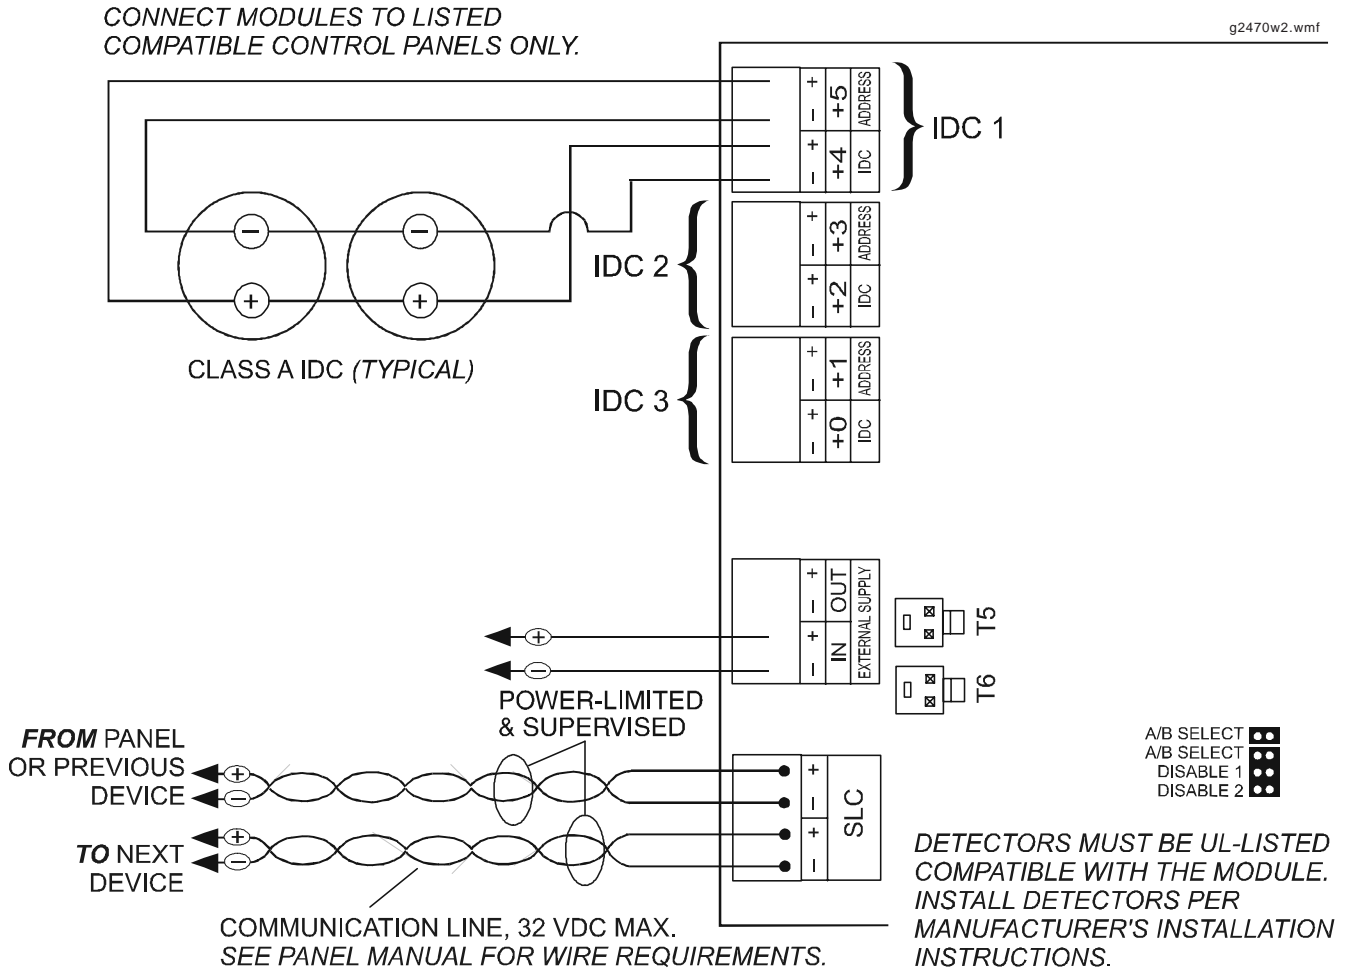 CONNECT MODULES TO LISTED
COMPATIBLE CONTROL PANELS ONLY.
g2470w2.wmf
+ - + -
+5 +4
ADDRESS
IDC
IDC 1
CLASS A IDC (TYPICAL)
IDC 2
+ - + -
+3 +2
ADDRESS
IDC
IDC 3
+ - + -
+1 +0
ADDRESS
IDC
+ - + -
OUT
IN
EXTERNAL SUPPLY
T5
T6
POWER-LIMITED
& SUPERVISED
FROM PANEL
OR PREVIOUS
DEVICE
TO NEXT
DEVICE
+ - + -
SLC
COMMUNICATION LINE, 32 VDC MAX.
SEE PANEL MANUAL FOR WIRE REQUIREMENTS.
A/B SELECT
A/B SELECT
DISABLE 1
DISABLE 2
DETECTORS MUST BE UL-LISTED
COMPATIBLE WITH THE MODULE.
INSTALL DETECTORS PER
MANUFACTURER'S INSTALLATION
INSTRUCTIONS.